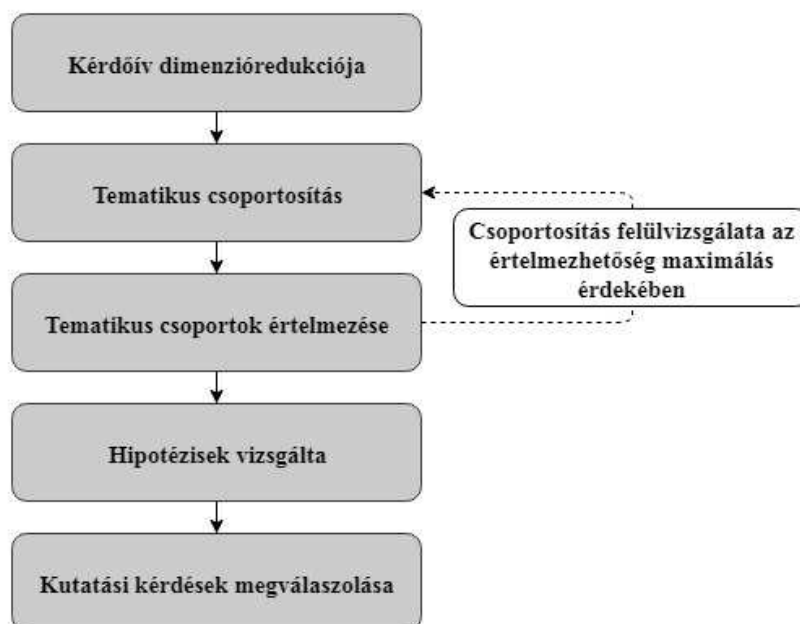 Kérdőív dimenzióredukciója
Tematikus csoportosítás
Csoportosítás felülvizsgálata az
értelmezhetőség maximálás
érdekében
Tematikus csoportok értelmezése
Hipotézisek vizsgálta
Kutatási kérdések megválaszolása